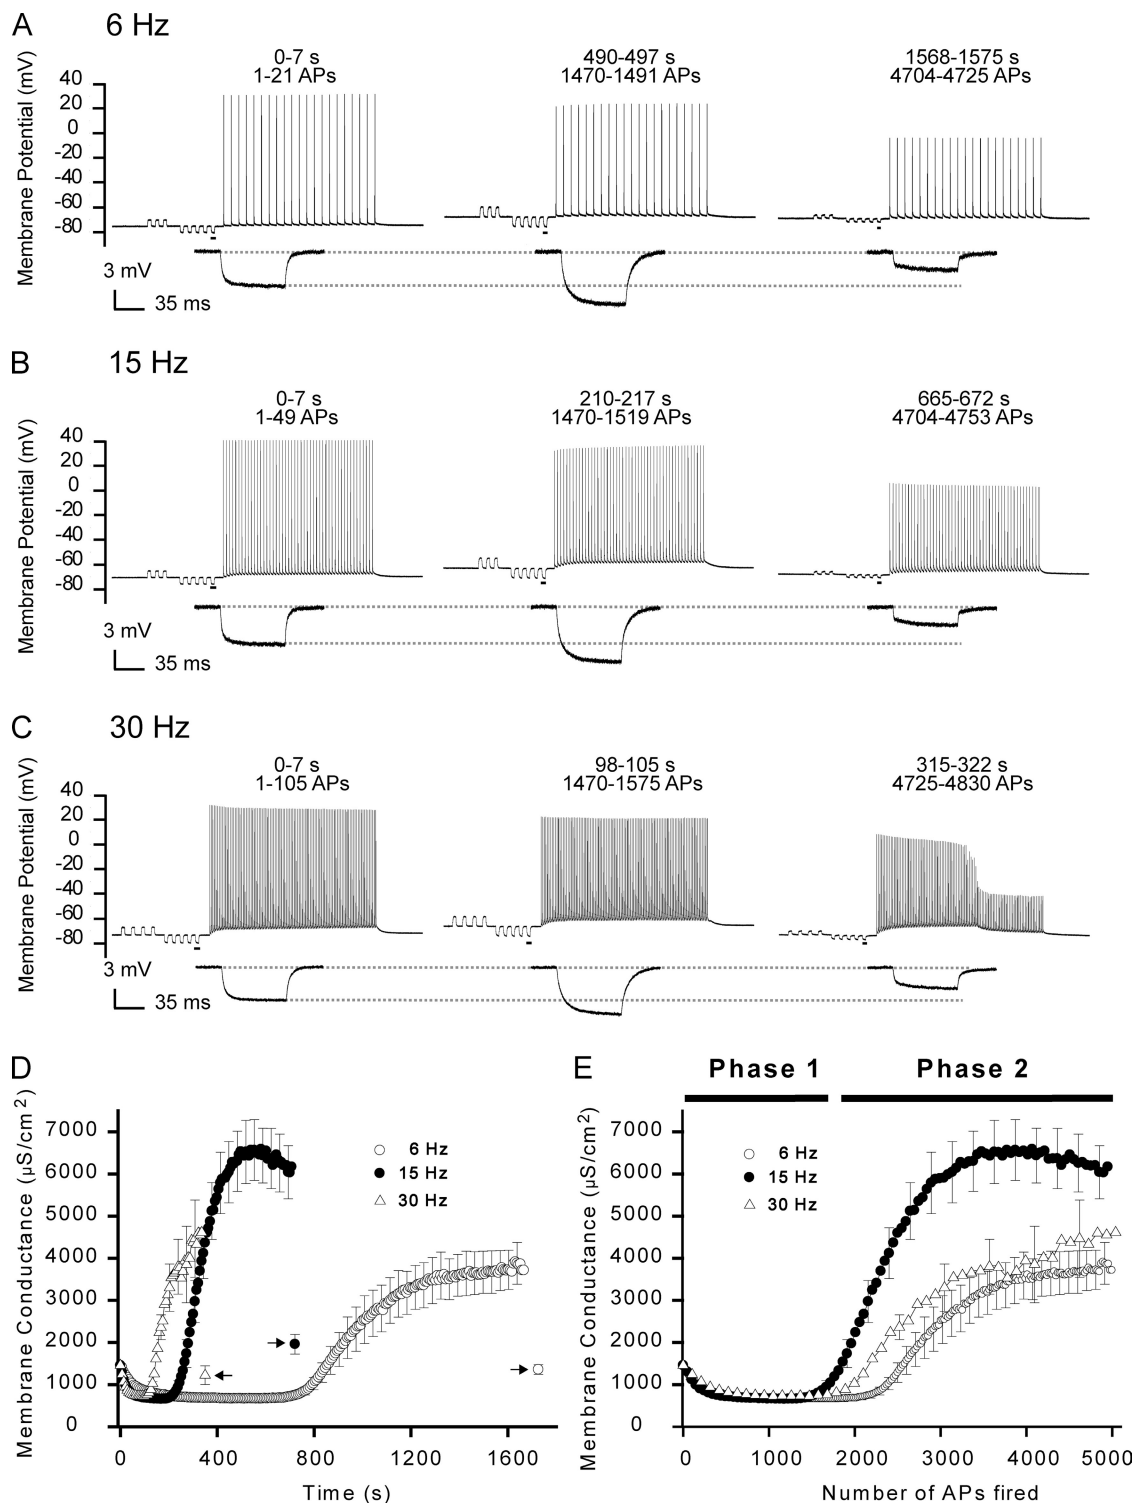 A
6 Hz
0-7 s
1-21 APs
490-497 s
1470-1491 APs
1568-1575 s
4704-4725 APs
Membrane Potential (mV)
40
20
0
-20
-40
-60
-80
3 mV
35 ms
B
15 Hz
0-7 s
1-49 APs
210-217 s
1470-1519 APs
665-672 s
4704-4753 APs
Membrane Potential (mV)
40
20
0
-20
-40
-60
-80
3 mV
35 ms
C
30 Hz
0-7 s
1-105 APs
98-105 s
1470-1575 APs
315-322 s
4725-4830 APs
Membrane Potential (mV)
40
20
0
-20
-40
-60
-80
3 mV
35 ms
D
Membrane Conductance (µS/cm²)
7000
6000
5000
4000
3000
2000
1000
0
6 Hz
15 Hz
30 Hz
0 400 800 1200 1600
Time (s)
E
Phase 1 Phase 2
Membrane Conductance (µS/cm²)
7000
6000
5000
4000
3000
2000
1000
0
6 Hz
15 Hz
30 Hz
0 1000 2000 3000 4000 5000
Number of APs fired